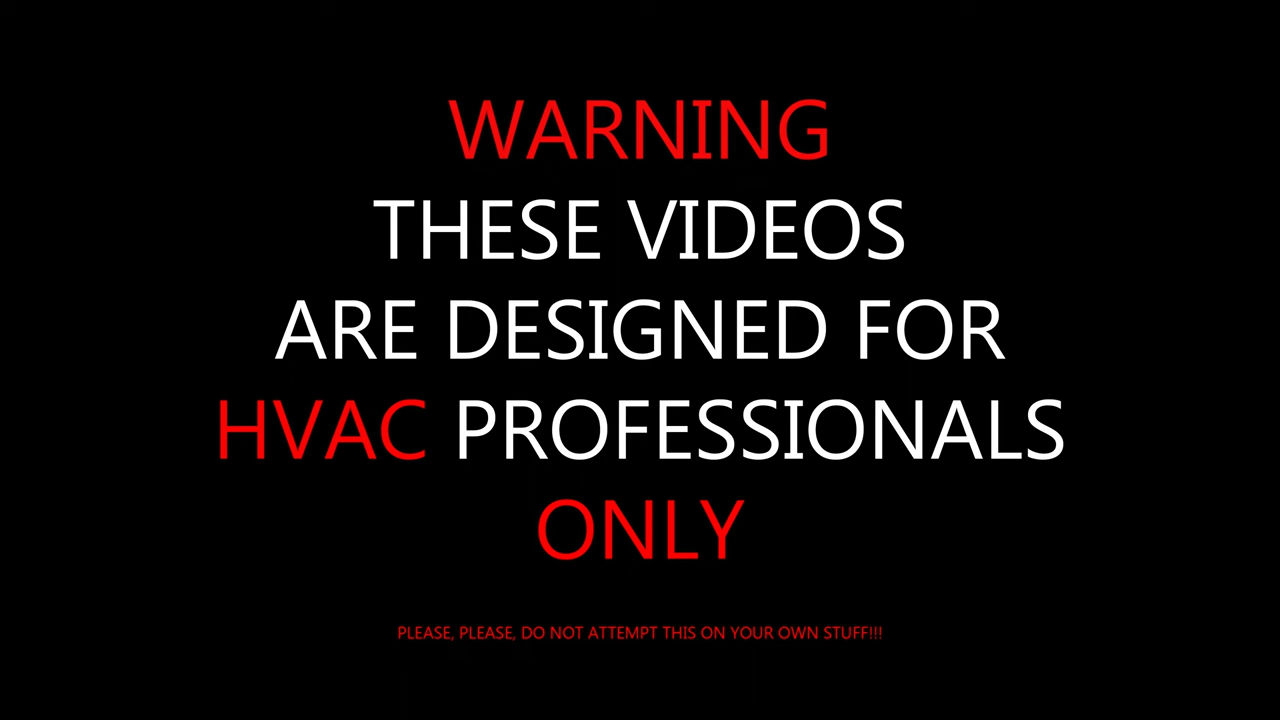 WARNING
THESE VIDEOS
ARE DESIGNED FOR
HVAC PROFESSIONALS
ONLY
PLEASE, PLEASE, DO NOT ATTEMPT THIS ON YOUR OWN STUFF!!!